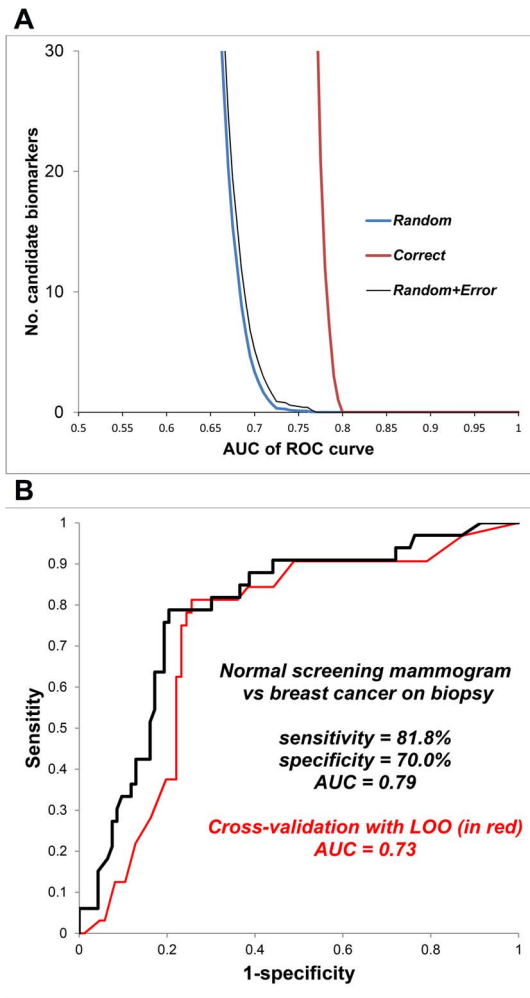 A
30
20
10
0
No. candidate biomarkers
Random
Correct
Random+Error
0.5 0.55 0.6 0.65 0.7 0.75 0.8 0.85 0.9 0.95 1
AUC of ROC curve
B
1
0.9
0.8
0.7
0.6
0.5
0.4
0.3
0.2
0.1
0
Sensitity
Normal screening mammogram
vs breast cancer on biopsy
sensitivity = 81.8%
specificity = 70.0%
AUC = 0.79
Cross-validation with LOO (in red)
AUC = 0.73
0 0.2 0.4 0.6 0.8 1
1-specificity